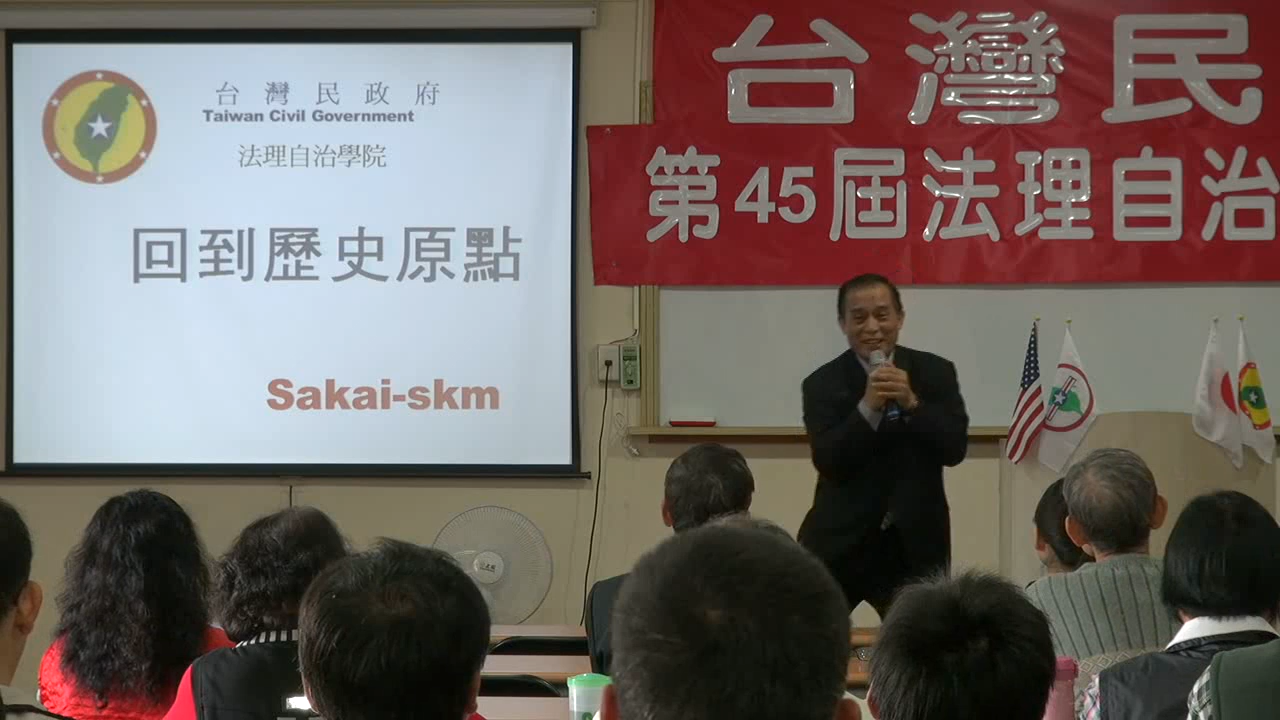 台灣民政府
Taiwan Civil Government
法理自治學院
回到歷史原點
Sakai-skm
台灣民
第45屆法理自治